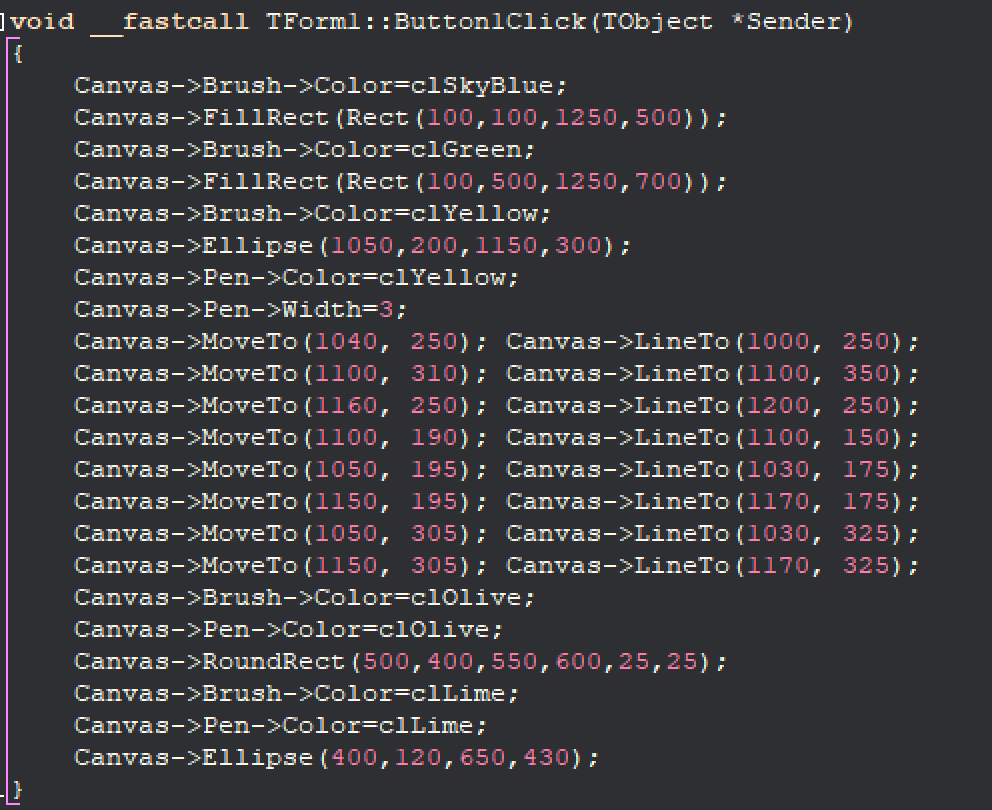 void __fastcall TForm1::Button1Click(TObject *Sender)
{
Canvas->Brush->Color=clSkyBlue;
Canvas->FillRect(Rect(100,100,1250,500));
Canvas->Brush->Color=clGreen;
Canvas->FillRect(Rect(100,500,1250,700));
Canvas->Brush->Color=clYellow;
Canvas->Ellipse(1050,200,1150,300);
Canvas->Pen->Color=clYellow;
Canvas->Pen->Width=3;
Canvas->MoveTo(1040, 250); Canvas->LineTo(1000, 250);
Canvas->MoveTo(1100, 310); Canvas->LineTo(1100, 350);
Canvas->MoveTo(1160, 250); Canvas->LineTo(1200, 250);
Canvas->MoveTo(1100, 190); Canvas->LineTo(1100, 150);
Canvas->MoveTo(1050, 195); Canvas->LineTo(1030, 175);
Canvas->MoveTo(1150, 195); Canvas->LineTo(1170, 175);
Canvas->MoveTo(1050, 305); Canvas->LineTo(1030, 325);
Canvas->MoveTo(1150, 305); Canvas->LineTo(1170, 325);
Canvas->Brush->Color=clOlive;
Canvas->Pen->Color=clOlive;
Canvas->RoundRect(500,400,550,600,25,25);
Canvas->Brush->Color=clLime;
Canvas->Pen->Color=clLime;
Canvas->Ellipse(400,120,650,430);
}